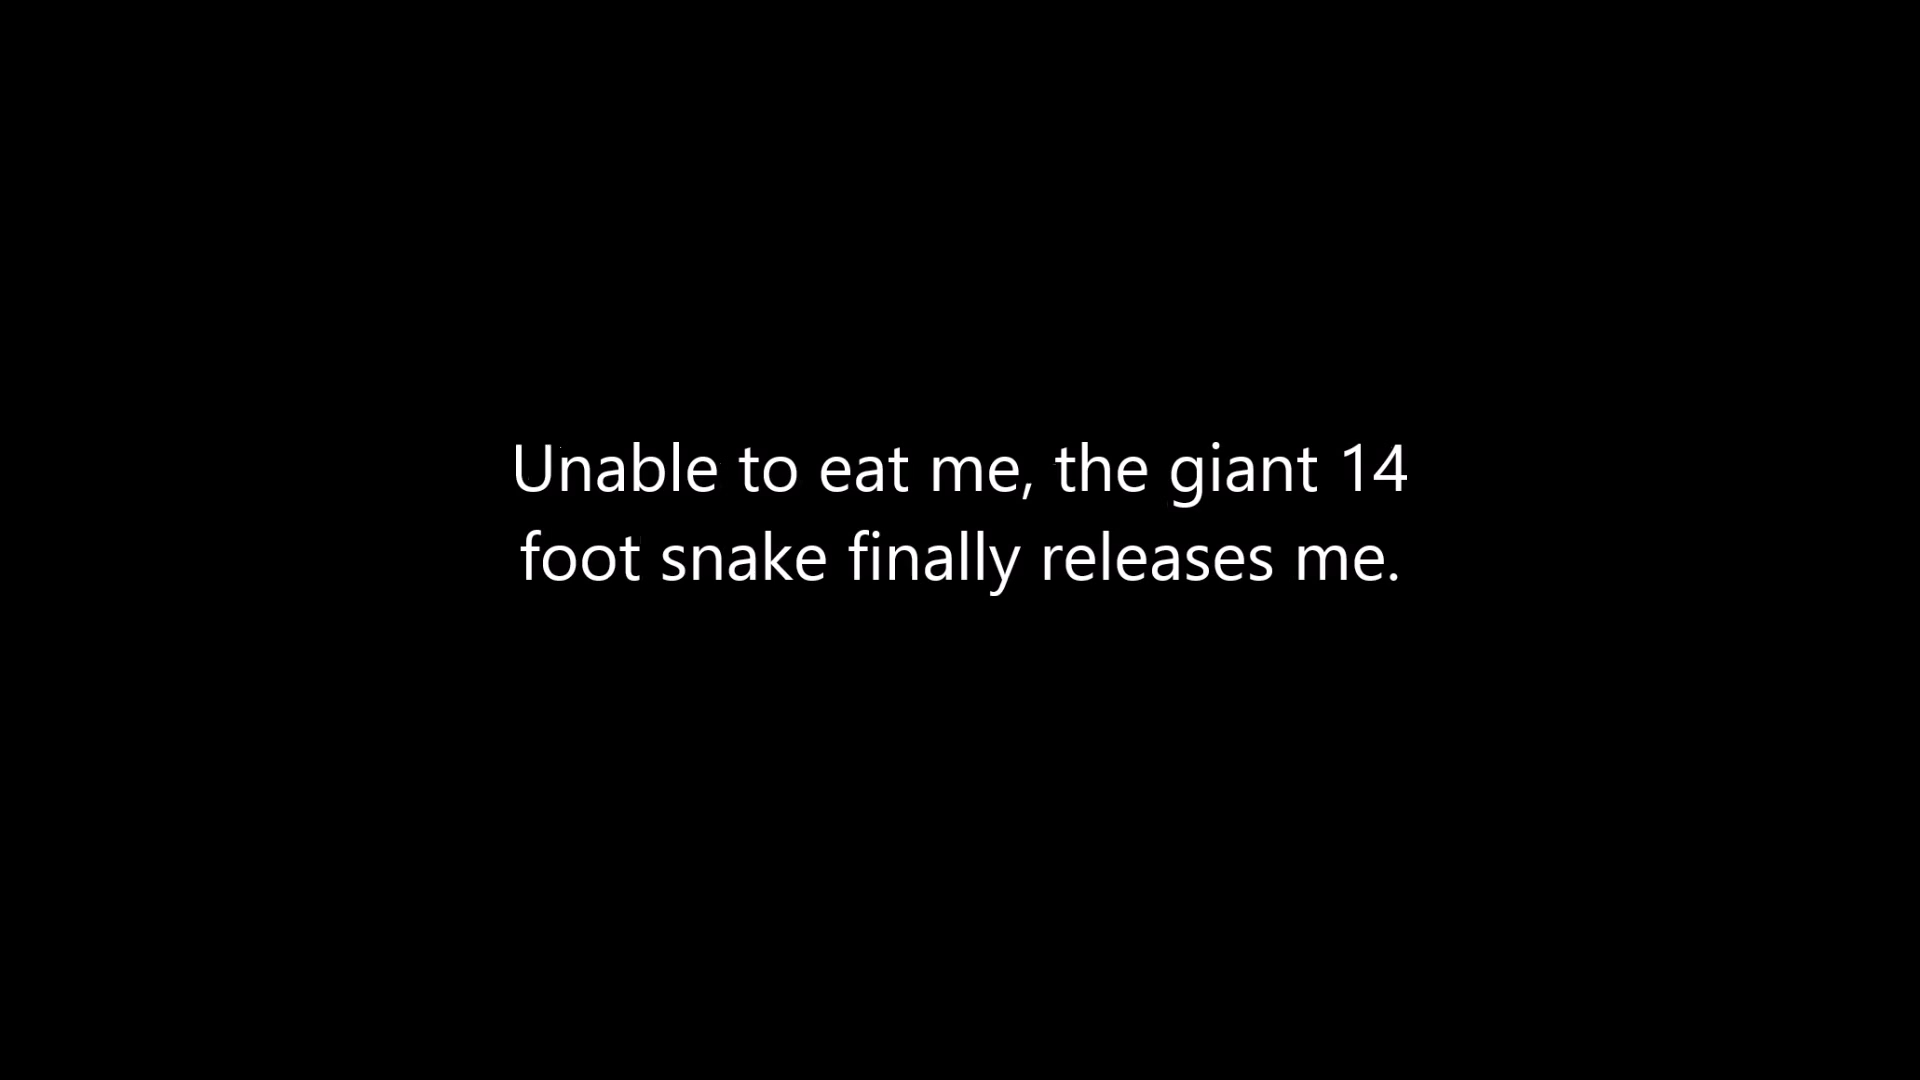 Unable to eat me, the giant 14
foot snake finally releases me.